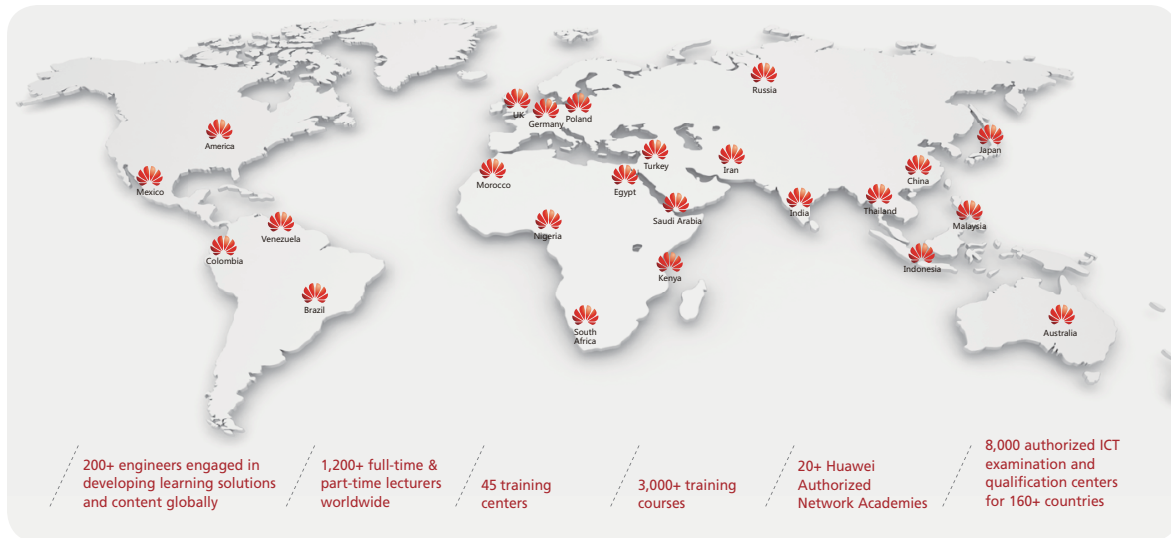 Russia
UK
Germany
Poland
America
Japan
Turkey
Iran
China
Mexico
Morocco
Egypt
India
Thailand
Saudi Arabia
Malaysia
Venezuela
Nigeria
Colombia
Kenya
Indonesia
Brazil
South
Africa
Australia
200+ engineers engaged in
developing learning solutions
and content globally
1,200+ full-time &
part-time lecturers
worldwide
45 training
centers
3,000+ training
courses
20+ Huawei
Authorized
Network Academies
8,000 authorized ICT
examination and
qualification centers
for 160+ countries